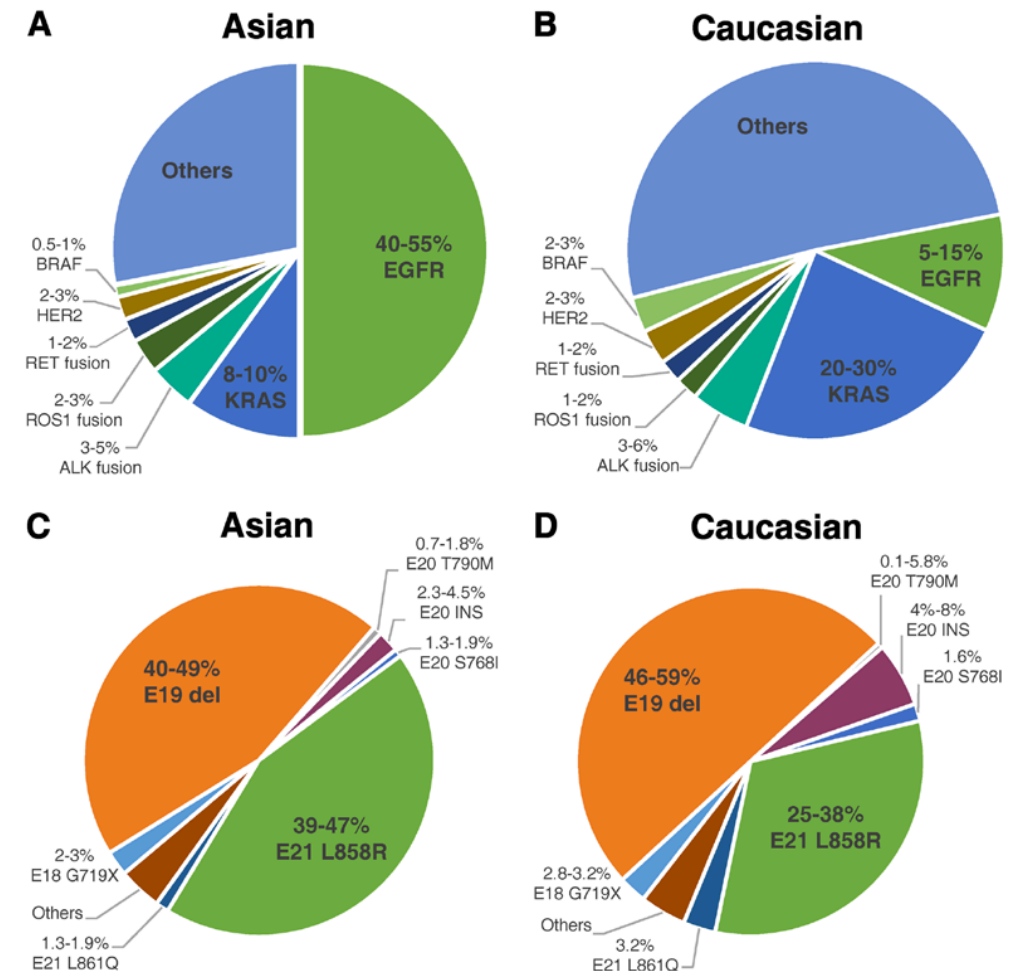 A
Asian
Others
40-55%
EGFR
8-10%
KRAS
0.5-1%
BRAF
2-3%
HER2
1-2%
RET fusion
2-3%
ROS1 fusion
3-5%
ALK fusion
B
Caucasian
Others
5-15%
EGFR
20-30%
KRAS
2-3%
BRAF
2-3%
HER2
1-2%
RET fusion
1-2%
ROS1 fusion
3-6%
ALK fusion
C
Asian
0.7-1.8%
E20 T790M
2.3-4.5%
E20 INS
1.3-1.9%
E20 S768I
40-49%
E19 del
39-47%
E21 L858R
2-3%
E18 G719X
Others
1.3-1.9%
E21 L861Q
D
Caucasian
0.1-5.8%
E20 T790M
4%-8%
E20 INS
1.6%
E20 S768I
46-59%
E19 del
25-38%
E21 L858R
2.8-3.2%
E18 G719X
Others
3.2%
E21 L861Q